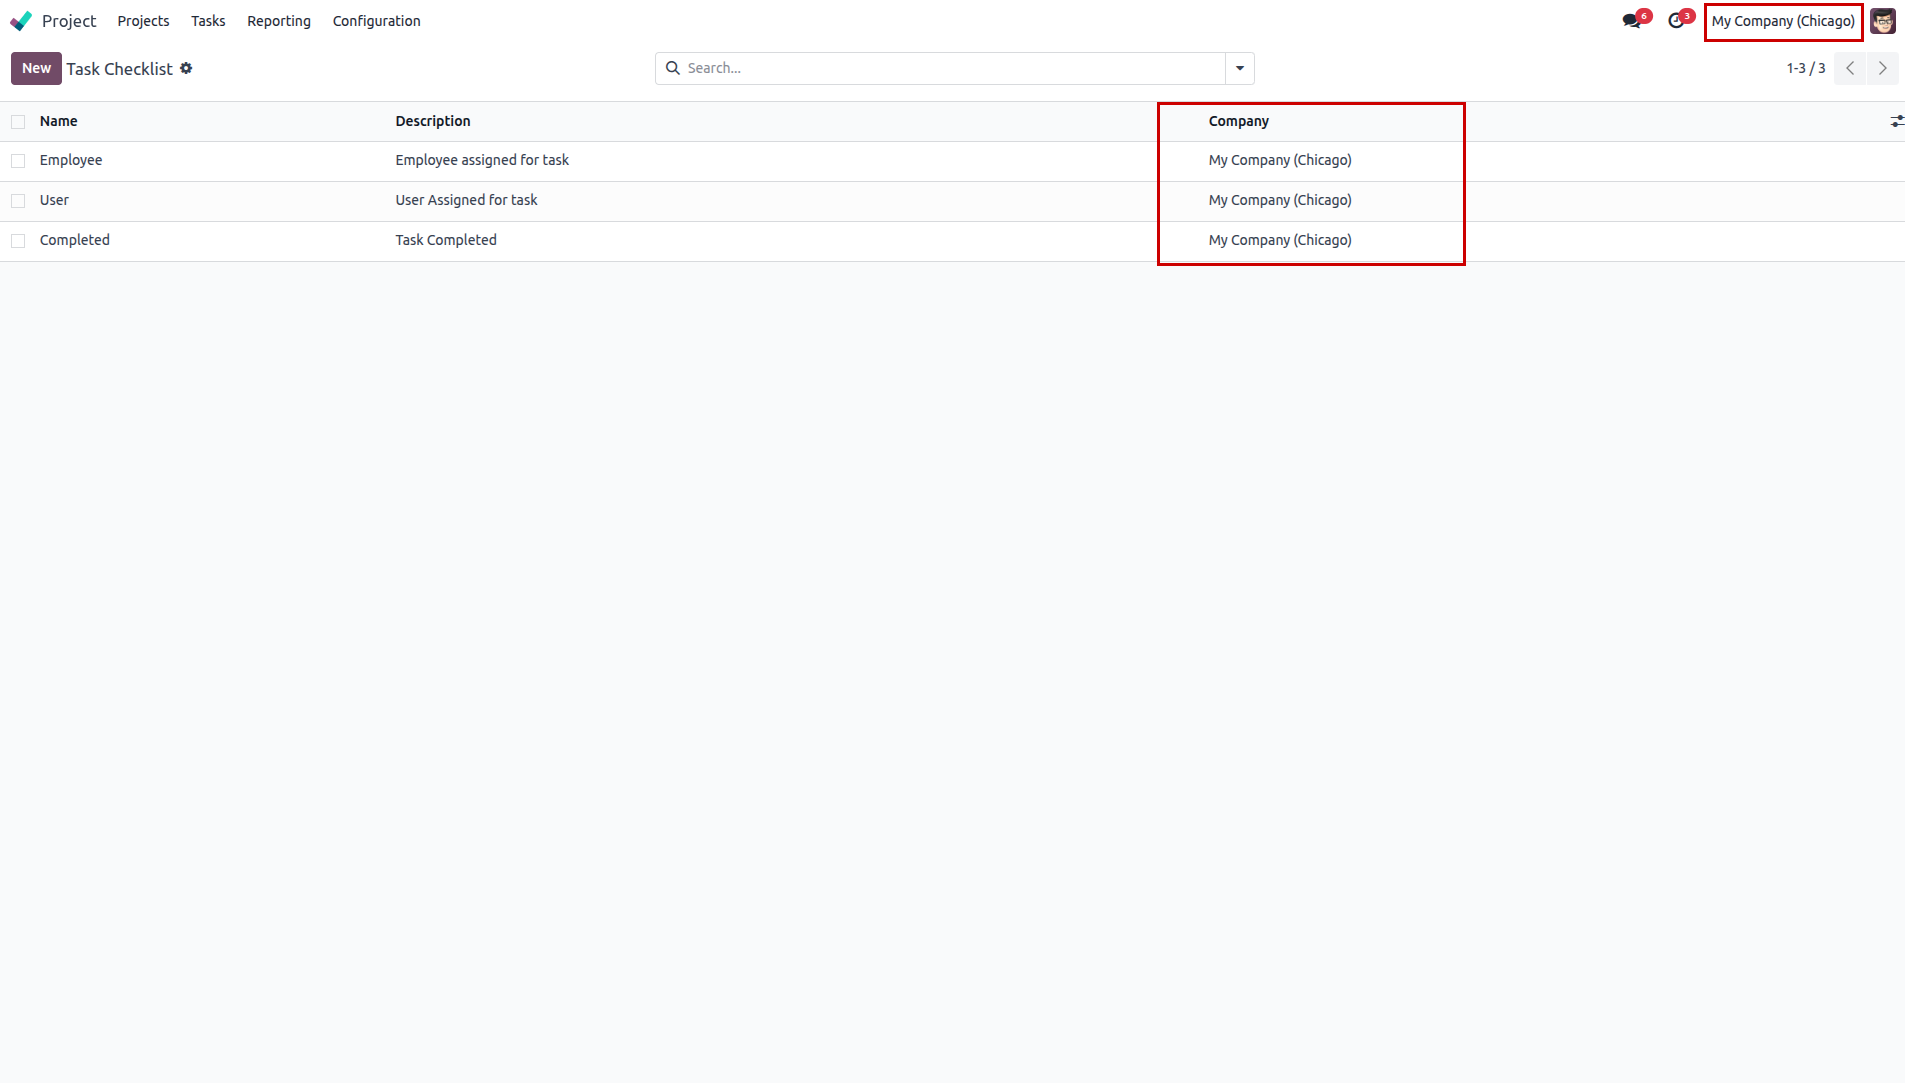 Project Projects Tasks Reporting Configuration 6 3 My Company (Chicago)
New Task Checklist Search... 1-3 / 3
Name Description Company
Employee Employee assigned for task My Company (Chicago)
User User Assigned for task My Company (Chicago)
Completed Task Completed My Company (Chicago)